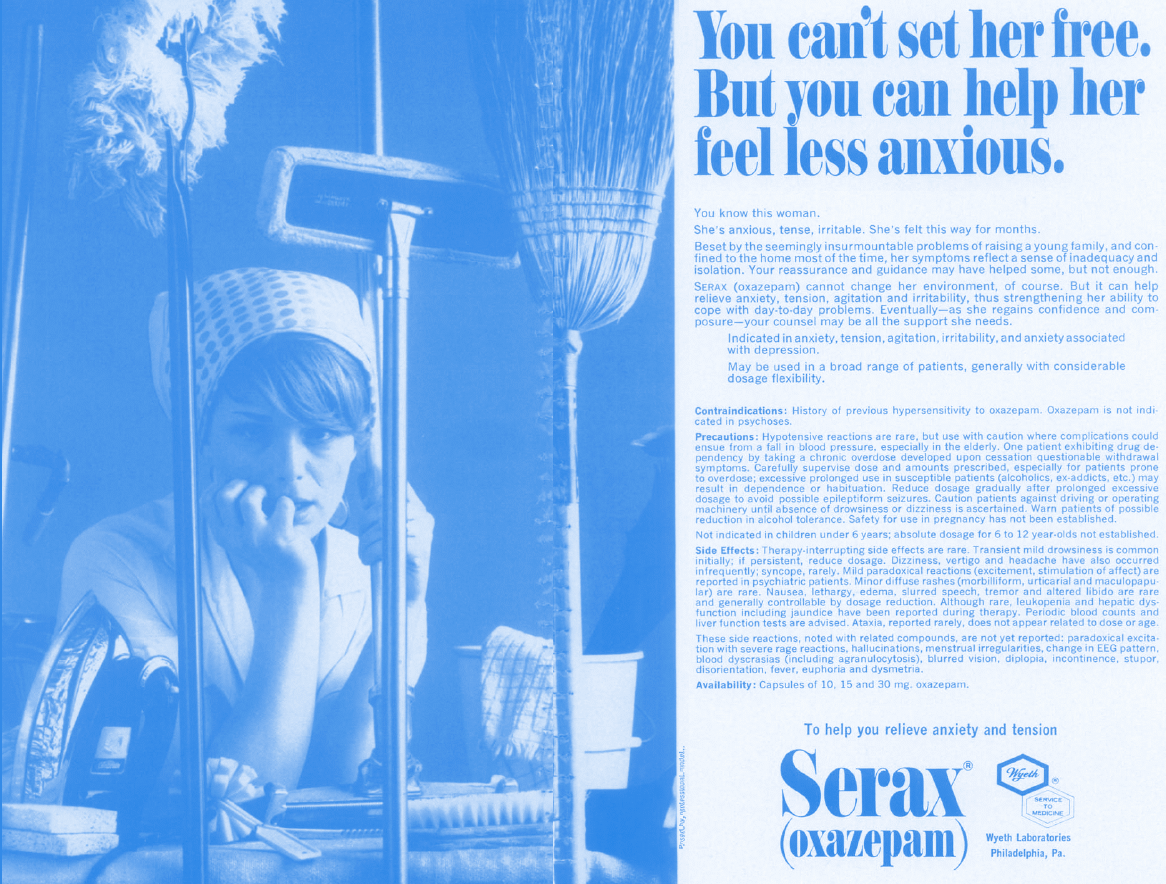 You can't set her free.
But you can help her
feel less anxious.
You know this woman.
She's anxious, tense, irritable. She's felt this way for months.
Beset by the seemingly insurmountable problems of raising a young family, and con-
fined to the home most of the time, her symptoms reflect a sense of inadequacy and
isolation. Your reassurance and guidance may have helped some, but not enough.
SERAX (oxazepam) cannot change her environment, of course. But it can help
relieve anxiety, tension, agitation and irritability, thus strengthening her ability to
cope with day-to-day problems. Eventually—as she regains confidence and com-
posure—your counsel may be all the support she needs.
Indicated in anxiety, tension, agitation, irritability, and anxiety associated
with depression.
May be used in a broad range of patients, generally with considerable
dosage flexibility.
Contraindications: History of previous hypersensitivity to oxazepam. Oxazepam is not indi-
cated in psychoses.
Precautions: Hypotensive reactions are rare, but use with caution where complications could
ensue from a fall in blood pressure, especially in the elderly. One patient exhibiting drug de-
pendency by taking a chronic overdose developed upon cessation questionable withdrawal
symptoms. Carefully supervise dose and amounts prescribed, especially for patients prone
to overdose; excessive prolonged use in susceptible patients (alcoholics, ex-addicts, etc.) may
result in dependence or habituation. Reduce dosage gradually after prolonged excessive
dosage to avoid possible epileptiform seizures. Caution patients against driving or operating
machinery until absence of drowsiness or dizziness is ascertained. Warn patients of possible
reduction in alcohol tolerance. Safety for use in pregnancy has not been established.
Not indicated in children under 6 years; absolute dosage for 6 to 12 year-olds not established.
Side Effects: Therapy-interrupting side effects are rare. Transient mild drowsiness is common
initially; if persistent, reduce dosage. Dizziness, vertigo and headache have also occurred
infrequently; syncope, rarely. Mild paradoxical reactions (excitement, stimulation of affect) are
reported in psychiatric patients. Minor diffuse rashes (morbilliform, urticarial and maculopapu-
lar) are rare. Nausea, lethargy, edema, slurred speech, tremor and altered libido are rare
and generally controllable by dosage reduction. Although rare, leukopenia and hepatic dys-
function including jaundice have been reported during therapy. Periodic blood counts and
liver function tests are advised. Ataxia, reported rarely, does not appear related to dose or age.
These side reactions, noted with related compounds, are not yet reported: paradoxical excita-
tion with severe rage reactions, hallucinations, menstrual irregularities, change in EEG pattern,
blood dyscrasias (including agranulocytosis), blurred vision, diplopia, incontinence, stupor,
disorientation, fever, euphoria and dysmetria.
Availability: Capsules of 10, 15 and 30 mg. oxazepam.
To help you relieve anxiety and tension
Serax®
(oxazepam)
Wyeth ®
SERVICE
TO
MEDICINE
Wyeth Laboratories
Philadelphia, Pa.